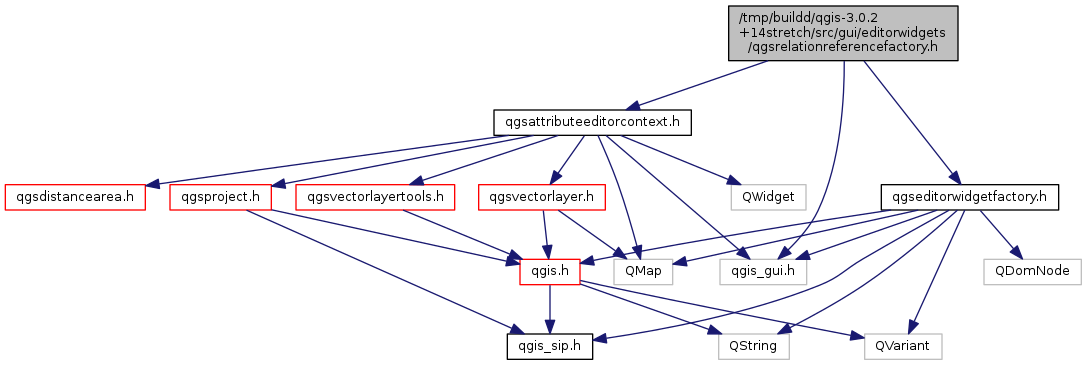 /tmp/buildd/qgis-3.0.2
+14stretch/src/gui/editorwidgets
/qgsrelationreferencefactory.h
qgsattributeeditorcontext.h
qgsdistancearea.h
qgsproject.h
qgsvectorlayertools.h
qgsvectorlayer.h
QWidget
qgseditorwidgetfactory.h
qgis.h
QMap
qgis_gui.h
QDomNode
qgis_sip.h
QString
QVariant